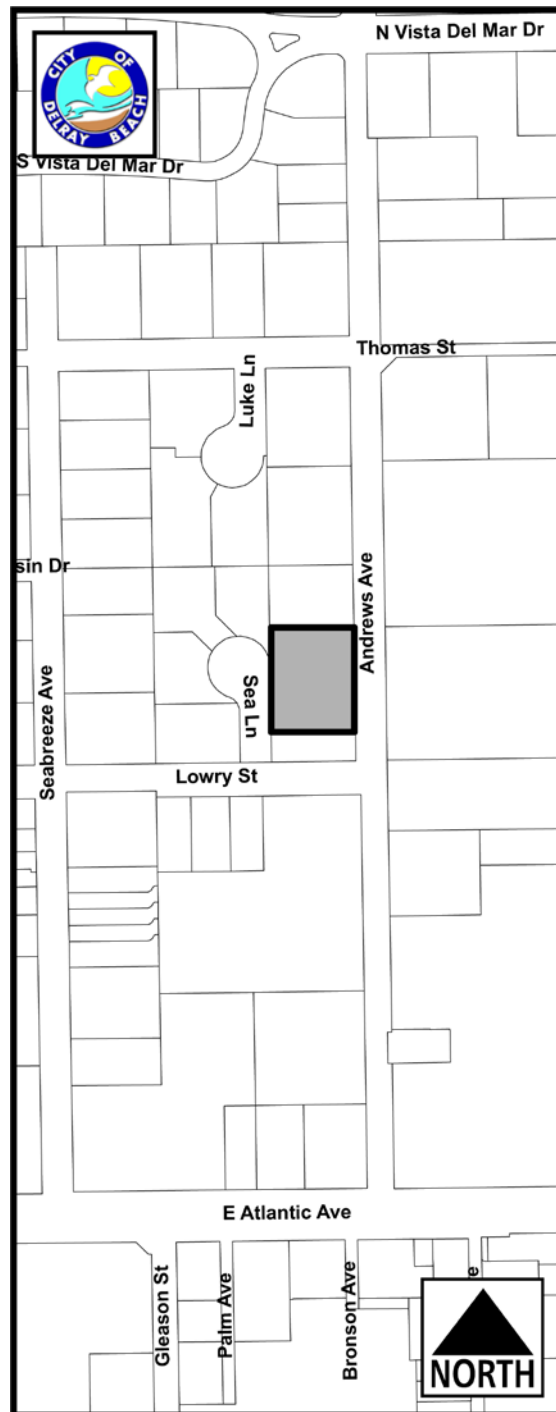 N Vista Del Mar Dr
CITY OF
DELRAY BEACH
S Vista Del Mar Dr
Thomas St
Luke Ln
sin Dr
Andrews Ave
Seabreeze Ave
Sea Ln
Lowry St
E Atlantic Ave
Gleason St
Palm Ave
Bronson Ave
NORTH